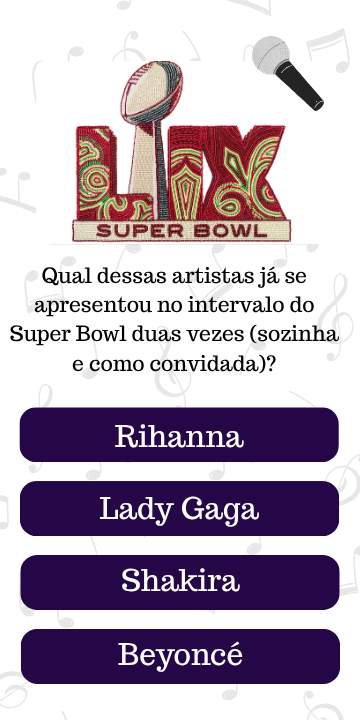 LIX
SUPER BOWL
Qual dessas artistas já se
apresentou no intervalo do
Super Bowl duas vezes (sozinha
e como convidada)?
Rihanna
Lady Gaga
Shakira
Beyoncé